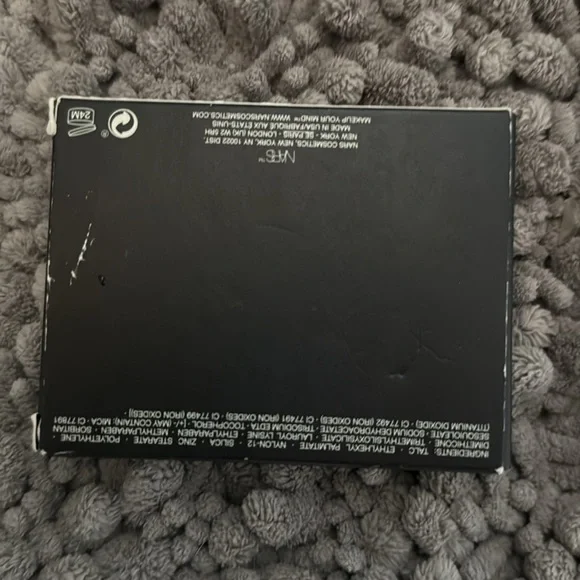 INGREDIENTS: TALC · ETHYLHEXYL PALMITATE · NYLON-12 · SILICA · ZINC STEARATE · POLYETHYLENE ·
DIMETHICONE · TRIMETHYLSILOXYSILICATE · LAUROYL LYSINE · ETHYLPARABEN · METHYLPARABEN · SORBITAN
SESQUIOLEATE · SODIUM DEHYDROACETATE · TRISODIUM EDTA · TOCOPHEROL · [+/- (MAY CONTAIN): MICA · CI 77891
(TITANIUM DIOXIDE) · CI 77492 (IRON OXIDES) · CI 77491 (IRON OXIDES) · CI 77499 (IRON OXIDES)] ·
NARS™
NARS COSMETICS, NEW YORK, NY 10022 DIST.
NEW YORK - SE.PARIS - LONDON (UK) W2 5RH
MADE IN USA/FABRIQUÉ AUX ÉTATS-UNIS
MAKEUP YOUR MIND™ WWW.NARSCOSMETICS.COM
24M
®